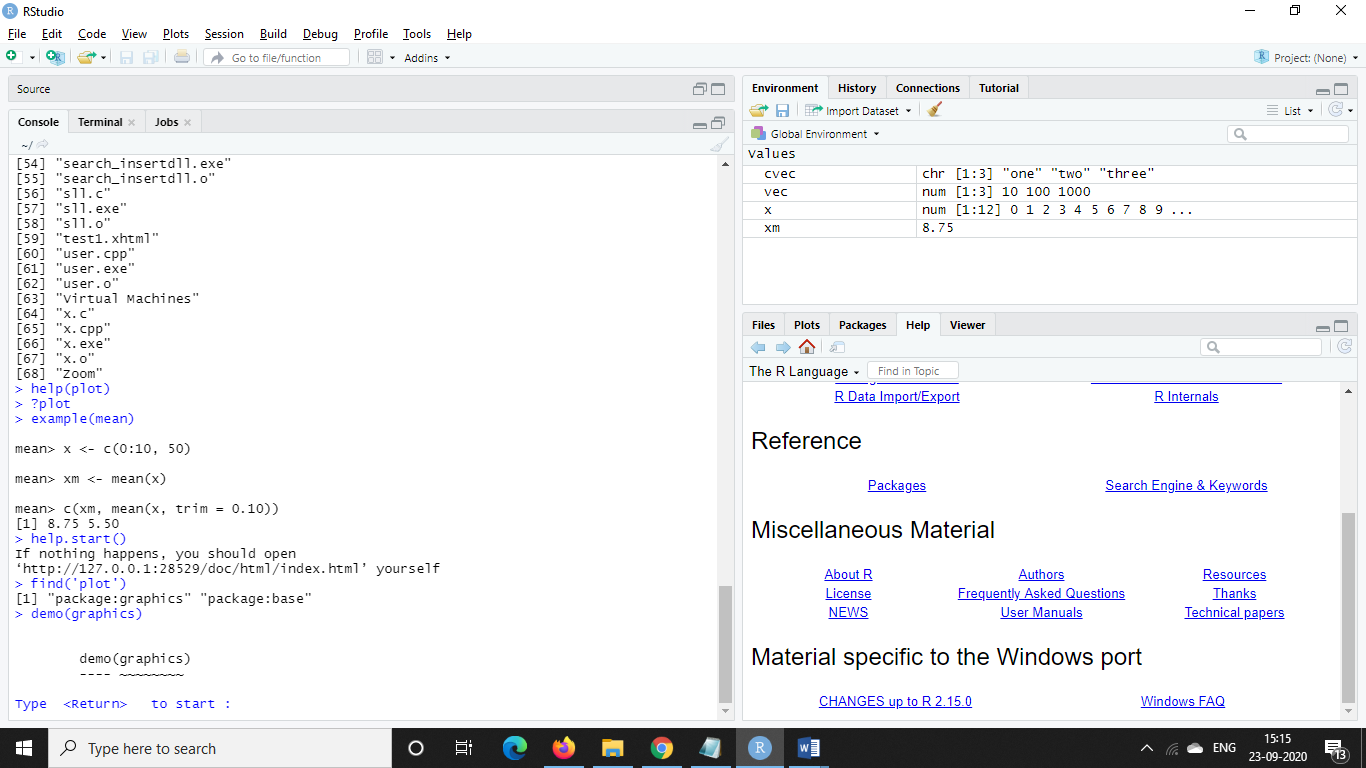 RStudio
File Edit Code View Plots Session Build Debug Profile Tools Help
Go to file/function Addins Project: (None)
Source
Console Terminal Jobs
~/
[54] "search_insertdll.exe"
[55] "search_insertdll.o"
[56] "sll.c"
[57] "sll.exe"
[58] "sll.o"
[59] "test1.xhtml"
[60] "user.cpp"
[61] "user.exe"
[62] "user.o"
[63] "Virtual Machines"
[64] "x.c"
[65] "x.cpp"
[66] "x.exe"
[67] "x.o"
[68] "Zoom"
> help(plot)
> ?plot
> example(mean)
mean> x <- c(0:10, 50)
mean> xm <- mean(x)
mean> c(xm, mean(x, trim = 0.10))
[1] 8.75 5.50
> help.start()
If nothing happens, you should open
‘http://127.0.0.1:28529/doc/html/index.html’ yourself
> find('plot')
[1] "package:graphics" "package:base"
> demo(graphics)
demo(graphics)
---- ~~~~~~~~
Type <Return> to start :
Environment History Connections Tutorial
Import Dataset List
Global Environment
Values
cvec chr [1:3] "one" "two" "three"
vec num [1:3] 10 100 1000
x num [1:12] 0 1 2 3 4 5 6 7 8 9 ...
xm 8.75
Files Plots Packages Help Viewer
The R Language Find in Topic
R Data Import/Export R Internals
Reference
Packages Search Engine & Keywords
Miscellaneous Material
About R Authors Resources
License Frequently Asked Questions Thanks
NEWS User Manuals Technical papers
Material specific to the Windows port
CHANGES up to R 2.15.0 Windows FAQ
Type here to search
ENG
15:15
23-09-2020
13